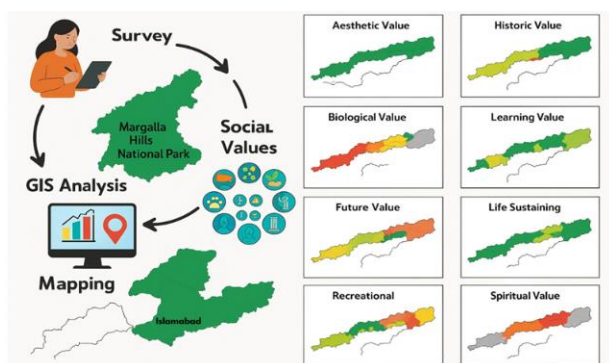 Survey
Margalla
Hills
National Park
Social
Values
GIS Analysis
Mapping
Islamabad
Aesthetic Value
Historic Value
Biological Value
Learning Value
Future Value
Life Sustaining
Recreational
Spiritual Value